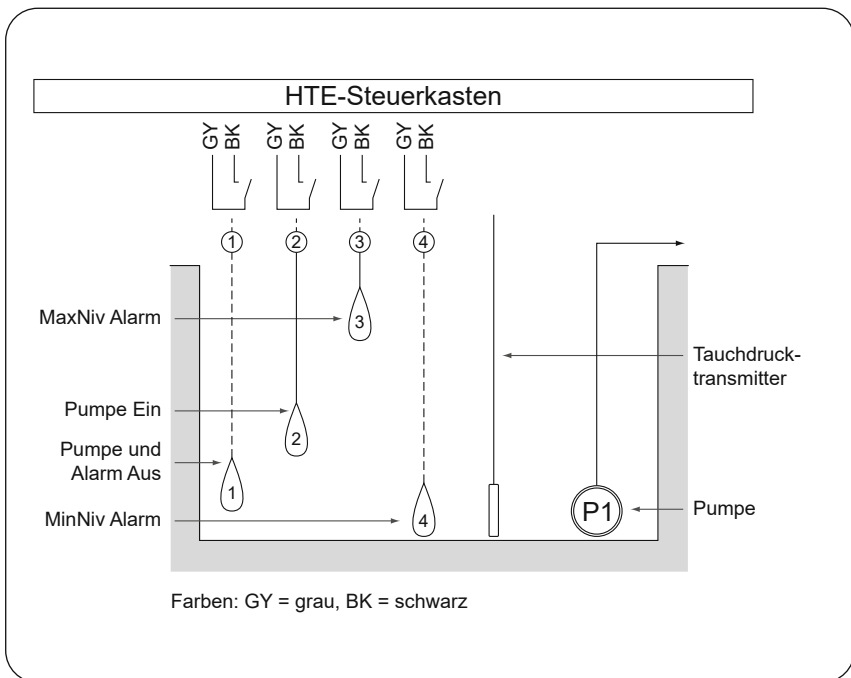 HTE-Steuerkasten
GY BK GY BK GY BK GY BK
1 2 3 4
MaxNiv Alarm
3
Tauchdruck-
transmitter
Pumpe Ein
2
Pumpe und
Alarm Aus
1
MinNiv Alarm
4
P1
Pumpe
Farben: GY = grau, BK = schwarz